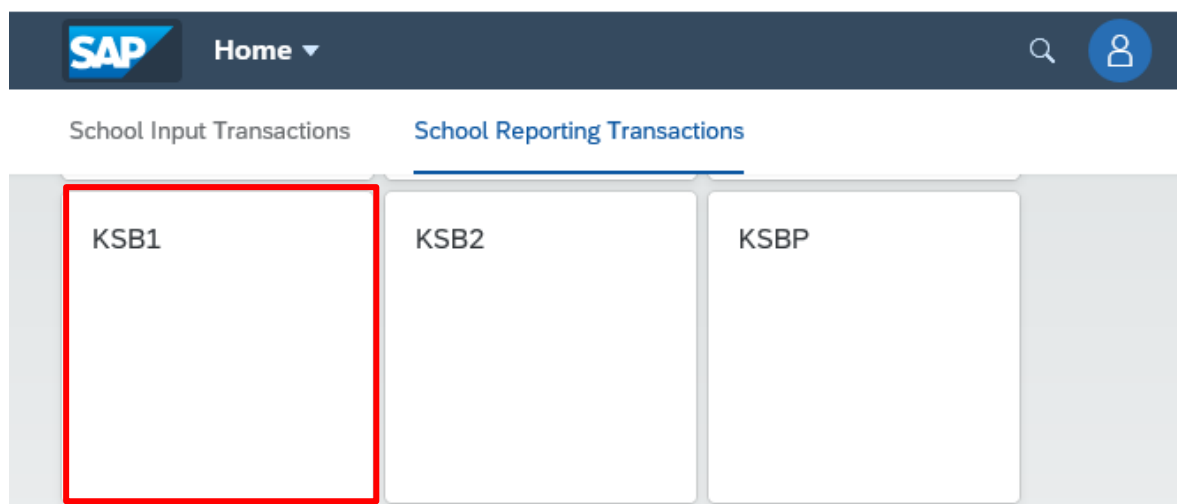 SAP Home
School Input Transactions School Reporting Transactions
KSB1 KSB2 KSBP